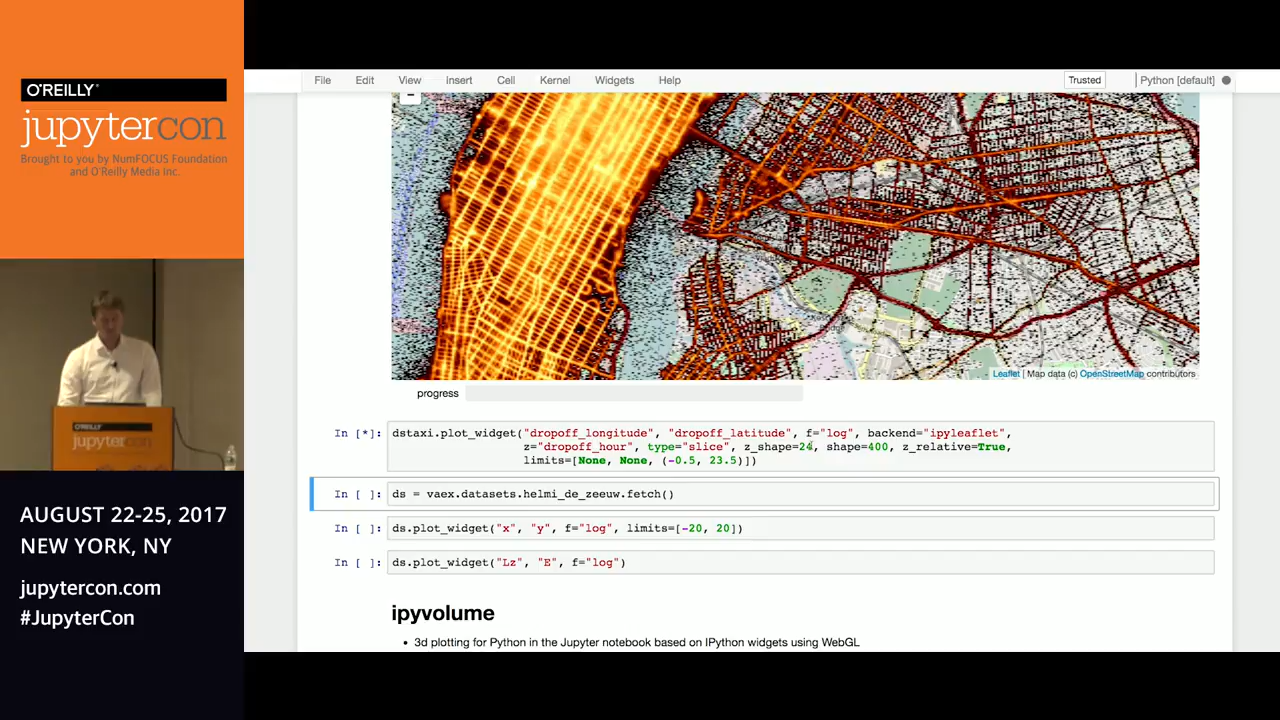 O'REILLY®
jupytercon
Brought to you by NumFOCUS Foundation
and O'Reilly Media Inc.
jupytercon
AUGUST 22-25, 2017
NEW YORK, NY
jupytercon.com
#JupyterCon
File Edit View Insert Cell Kernel Widgets Help Trusted Python [default]
−
Leaflet | Map data (c) OpenStreetMap contributors
progress
In [*]: dstaxi.plot_widget("dropoff_longitude", "dropoff_latitude", f="log", backend="ipyleaflet",
z="dropoff_hour", type="slice", z_shape=24, shape=400, z_relative=True,
limits=[None, None, (-0.5, 23.5)])
In [ ]: ds = vaex.datasets.helmi_de_zeeuw.fetch()
In [ ]: ds.plot_widget("x", "y", f="log", limits=[-20, 20])
In [ ]: ds.plot_widget("Lz", "E", f="log")
ipyvolume
• 3d plotting for Python in the Jupyter notebook based on IPython widgets using WebGL